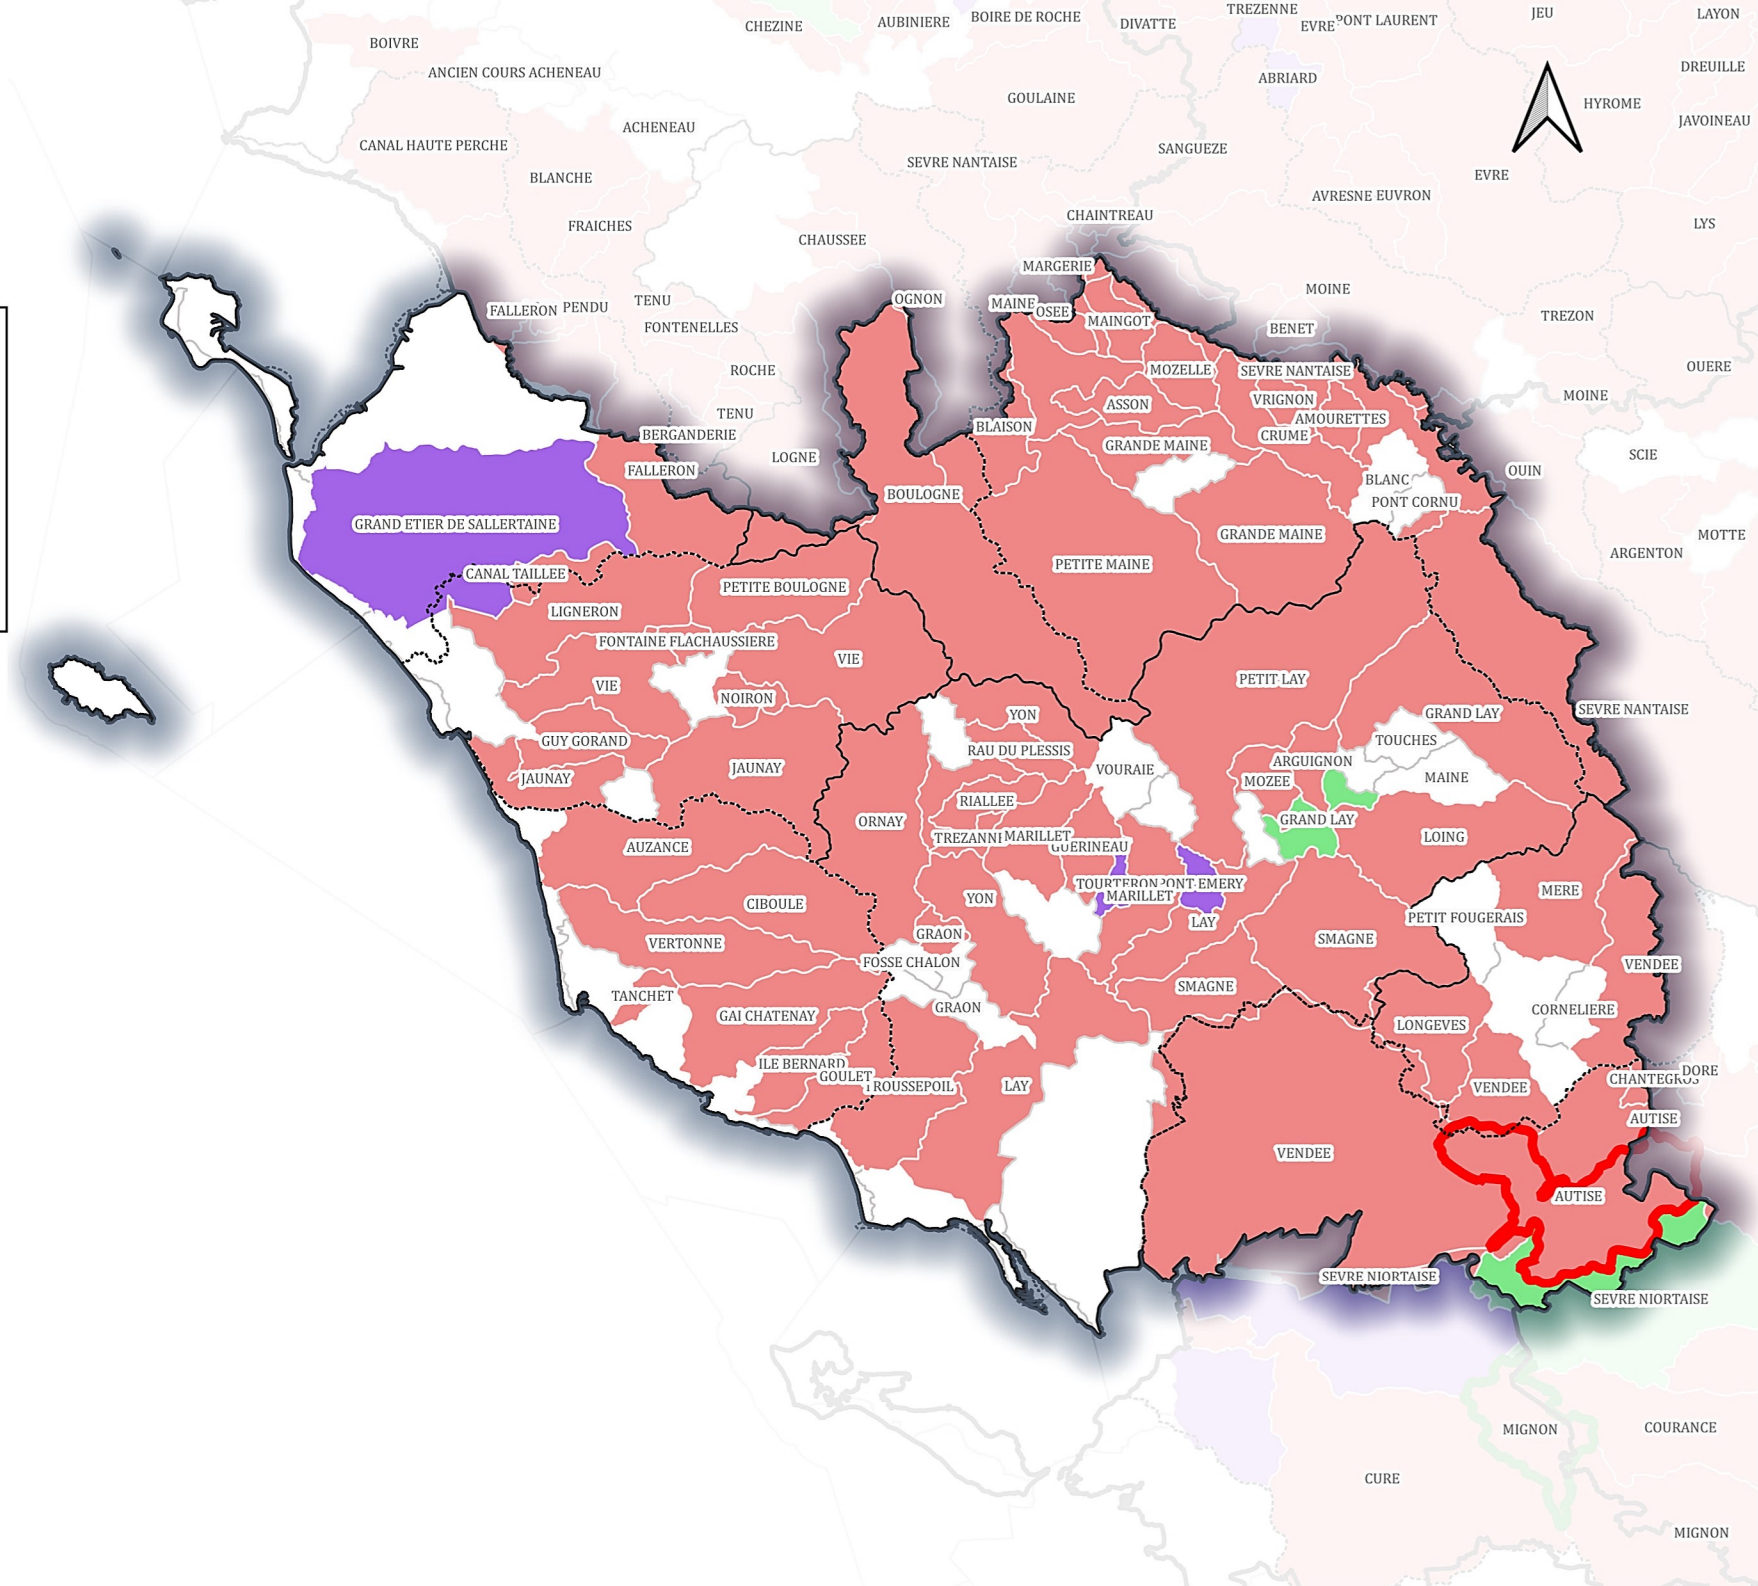 CHEZINE
AUBINIERE
BOIRE DE ROCHE
DIVATTE
TREZENNE
EVRE
PONT LAURENT
JEU
LAYON
BOIVRE
ANCIEN COURS ACHENEAU
DREUILLE
ABRIARD
GOULAINE
HYROME
JAVOINEAU
ACHENEAU
CANAL HAUTE PERCHE
SEVRE NANTAISE
SANGUEZE
BLANCHE
EVRE
AVRESNE
EUVRON
FRAICHES
CHAINTREAU
LYS
CHAUSSEE
MARGERIE
MOINE
TENU
OGNON
MAINE
OSEE
FALLERON
PENDU
TREZON
FONTENELLES
MAINGOT
BENET
ROCHE
MOZELLE
SEVRE NANTAISE
OUERE
MOINE
TENU
ASSON
VRIGNON
AMOURETTES
BERGANDERIE
BLAISON
GRANDE MAINE
CRUME
LOGNE
FALLERON
SCIE
OUIN
BLANC
BOULOGNE
PONT CORNU
GRAND ETIER DE SALLERTAINE
GRANDE MAINE
MOTTE
ARGENTON
PETITE MAINE
CANAL TAILLEE
PETITE BOULOGNE
LIGNERON
FONTAINE FLACHAUSSIERE
VIE
PETIT LAY
VIE
NOIRON
SEVRE NANTAISE
YON
GRAND LAY
GUY GORAND
TOUCHES
RAU DU PLESSIS
ARGUIGNON
JAUNAY
JAUNAY
VOURAIE
MOZEE
MAINE
RIALLEE
ORNAY
GRAND LAY
TREZANNE
MARILLET
GUERINEAU
LOING
AUZANCE
TOURTERON
PONT EMERY
MARILLET
MERE
YON
CIBOULE
LAY
PETIT FOUGERAIS
GRAON
SMAGNE
VERTONNE
FOSSE CHALON
VENDEE
SMAGNE
TANCHET
GRAON
CORNELIERE
GAI CHATENAY
LONGEVES
ILE BERNARD
GOULET
TROUSSEPOIL
LAY
VENDEE
CHANTEGROS
DORE
AUTISE
VENDEE
AUTISE
SEVRE NIORTAISE
SEVRE NIORTAISE
MIGNON
COURANCE
CURE
MIGNON